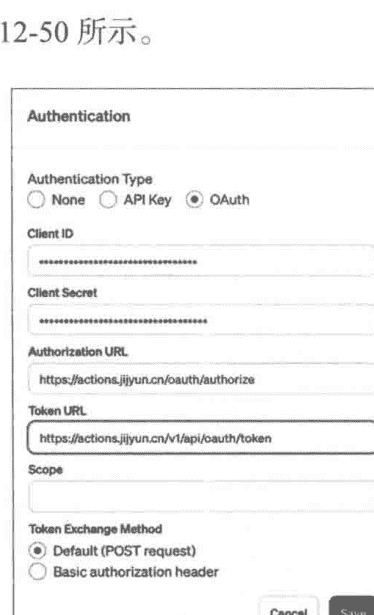 12-50 所示。
Authentication
Authentication Type
None API Key OAuth
Client ID
Client Secret
Authorization URL
https://actions.jijyun.cn/oauth/authorize
Token URL
https://actions.jijyun.cn/v1/api/oauth/token
Scope
Token Exchange Method
Default (POST request)
Basic authorization header
Cancel Save